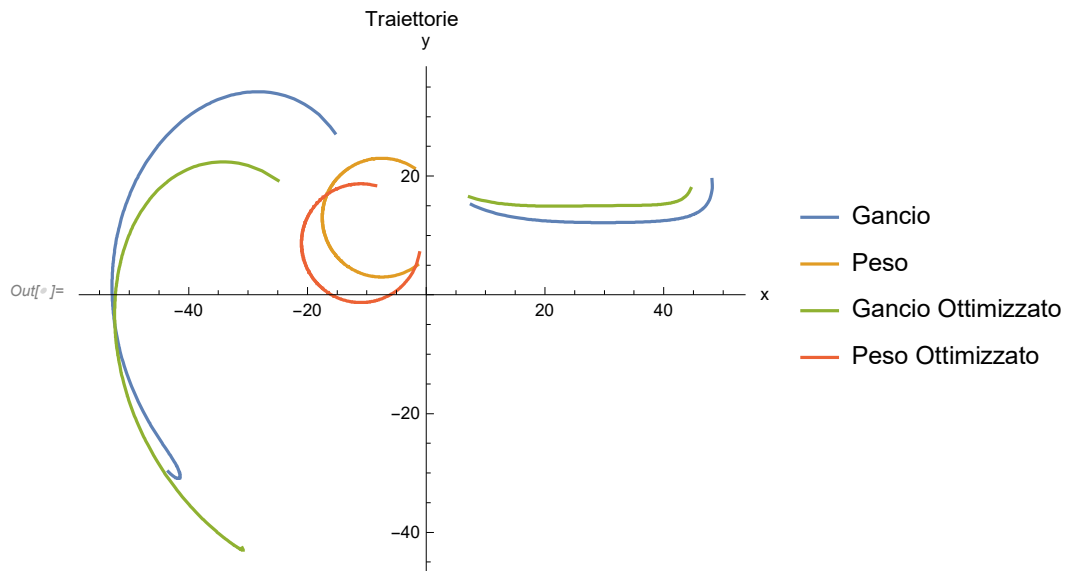 Traiettorie
y
20
Out[•]=
−40
−20
20
40
x
−20
−40
Gancio
Peso
Gancio Ottimizzato
Peso Ottimizzato